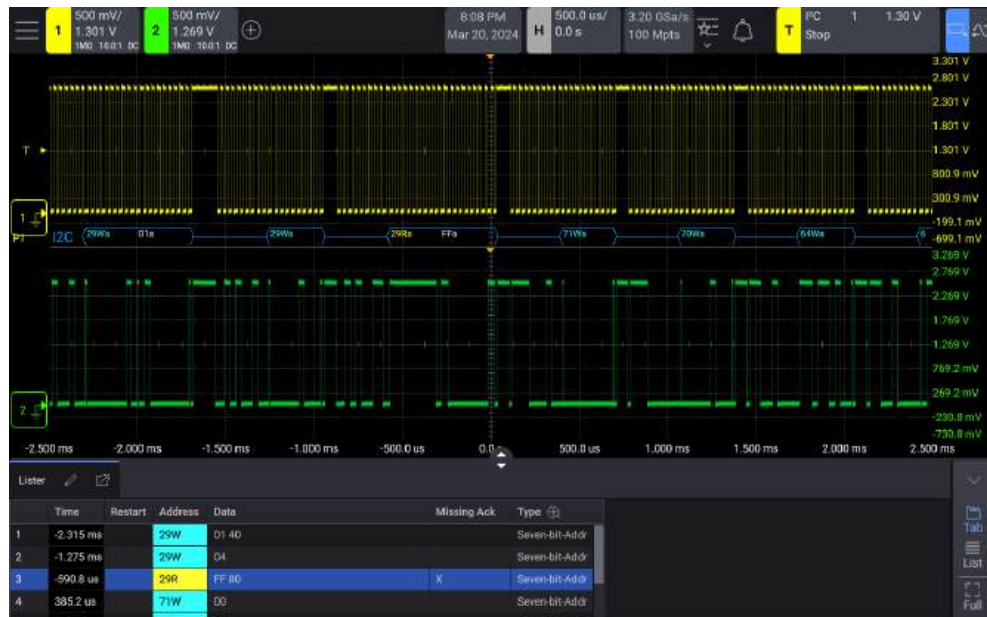 500 mV/ 500 mV/ 8:08 PM 500.0 us/ 3.20 GSa/s I²C 1 1.30 V
1 1.301 V 2 1.269 V Mar 20, 2024 H 0.0 s 100 Mpts T Stop
1MΩ 10.0:1 DC 1MΩ 10.0:1 DC
3.301 V
2.801 V
2.301 V
1.801 V
T 1.301 V
800.9 mV
300.9 mV
1 -199.1 mV
P1 I2C 29Wa 01a 29Wa 29Ra FFa 71Wa 70Wa 64Wa 6 -699.1 mV
3.269 V
2.769 V
2.269 V
1.769 V
1.269 V
769.2 mV
2 269.2 mV
-230.8 mV
-730.8 mV
-2.500 ms -2.000 ms -1.500 ms -1.000 ms -500.0 us 500.0 us 1.000 ms 1.500 ms 2.000 ms 2.500 ms
Lister
Time Restart Address Data Missing Ack Type
1 -2.315 ms 29W 01 40 Seven-bit-Addr
2 -1.275 ms 29W 04 Seven-bit-Addr
3 -590.8 us 29R FF 80 X Seven-bit-Addr
4 385.2 us 71W D0 Seven-bit-Addr
Tab
List
Full